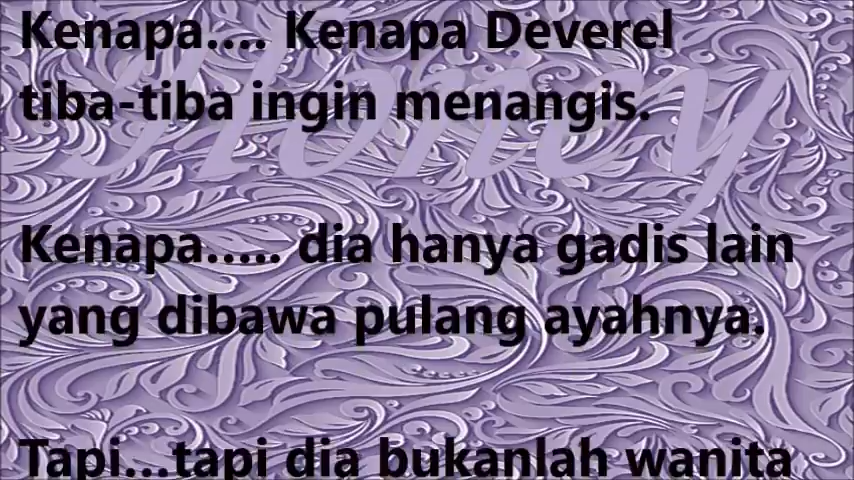 Kenapa.... Kenapa Deverel
tiba-tiba ingin menangis.
Honey
Kenapa..... dia hanya gadis lain
yang dibawa pulang ayahnya.
Tapi...tapi dia bukanlah wanita